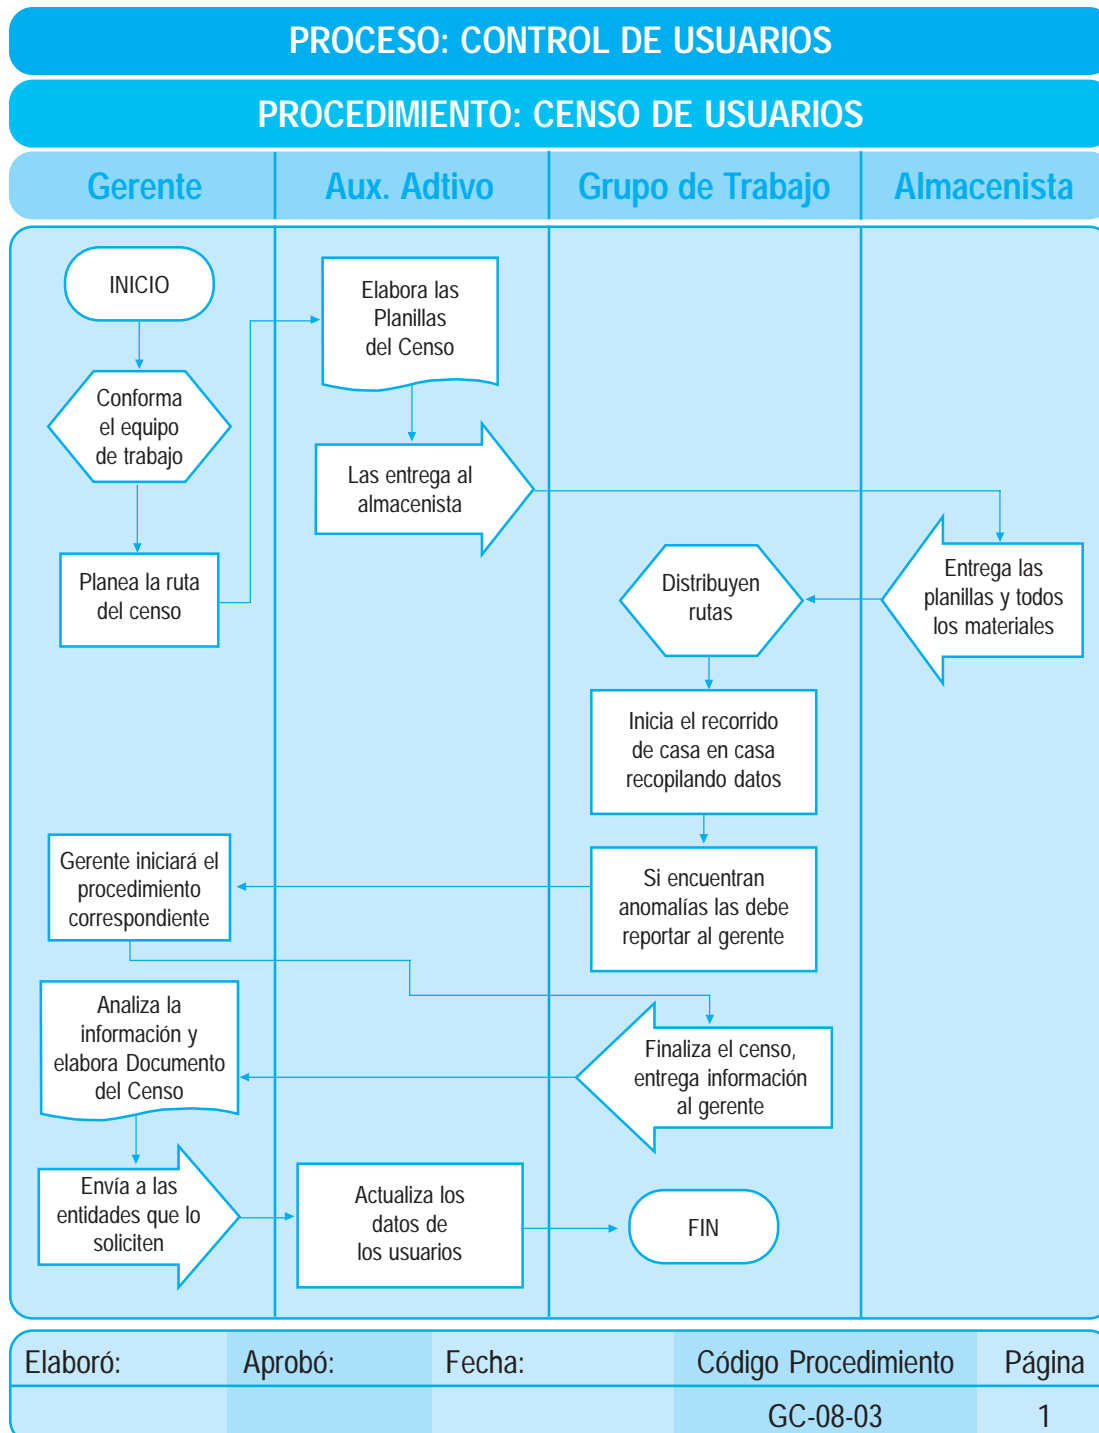 PROCESO: CONTROL DE USUARIOS
PROCEDIMIENTO: CENSO DE USUARIOS
Gerente
Aux. Adtivo
Grupo de Trabajo
Almacenista
INICIO
Conforma
el equipo
de trabajo
Planea la ruta
del censo
Elabora las
Planillas
del Censo
Las entrega al
almacenista
Entrega las
planillas y todos
los materiales
Distribuyen
rutas
Inicia el recorrido
de casa en casa
recopilando datos
Si encuentran
anomalías las debe
reportar al gerente
Gerente iniciará el
procedimiento
correspondiente
Finaliza el censo,
entrega información
al gerente
Analiza la
información y
elabora Documento
del Censo
Envía a las
entidades que lo
soliciten
Actualiza los
datos de
los usuarios
FIN
Elaboró:
Aprobó:
Fecha:
Código Procedimiento
Página
GC-08-03
1